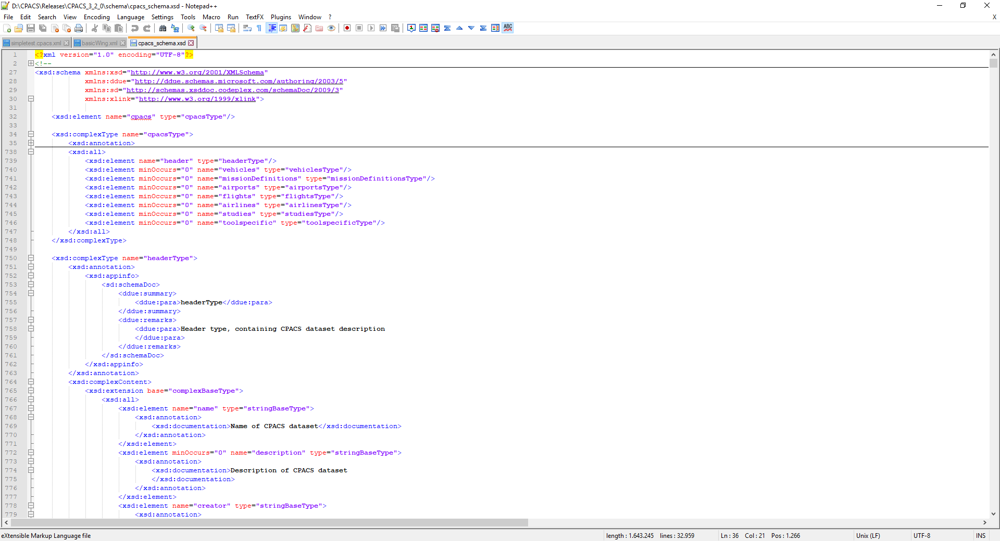 D:\CPACS\Releases\CPACS_3_2_0\schema\cpacs_schema.xsd - Notepad++
File Edit Search View Encoding Language Settings Tools Macro Run TextFX Plugins Window ? X
simpletest.cpacs.xml basicWing.xml cpacs_schema.xsd
1 <?xml version="1.0" encoding="UTF-8"?>
2 <!--
27 <xsd:schema xmlns:xsd="http://www.w3.org/2001/XMLSchema"
28 xmlns:ddue="http://ddue.schemas.microsoft.com/authoring/2003/5"
29 xmlns:sd="http://schemas.xsddoc.codeplex.com/schemaDoc/2009/3"
30 xmlns:xlink="http://www.w3.org/1999/xlink">
31
32 <xsd:element name="cpacs" type="cpacsType"/>
33
34 <xsd:complexType name="cpacsType">
35 <xsd:annotation>
738 <xsd:all>
739 <xsd:element name="header" type="headerType"/>
740 <xsd:element minOccurs="0" name="vehicles" type="vehiclesType"/>
741 <xsd:element minOccurs="0" name="missionDefinitions" type="missionDefinitionsType"/>
742 <xsd:element minOccurs="0" name="airports" type="airportsType"/>
743 <xsd:element minOccurs="0" name="flights" type="flightsType"/>
744 <xsd:element minOccurs="0" name="airlines" type="airlinesType"/>
745 <xsd:element minOccurs="0" name="studies" type="studiesType"/>
746 <xsd:element minOccurs="0" name="toolspecific" type="toolspecificType"/>
747 </xsd:all>
748 </xsd:complexType>
749
750 <xsd:complexType name="headerType">
751 <xsd:annotation>
752 <xsd:appinfo>
753 <sd:schemaDoc>
754 <ddue:summary>
755 <ddue:para>headerType</ddue:para>
756 </ddue:summary>
757 <ddue:remarks>
758 <ddue:para>Header type, containing CPACS dataset description
759 </ddue:para>
760 </ddue:remarks>
761 </sd:schemaDoc>
762 </xsd:appinfo>
763 </xsd:annotation>
764 <xsd:complexContent>
765 <xsd:extension base="complexBaseType">
766 <xsd:all>
767 <xsd:element name="name" type="stringBaseType">
768 <xsd:annotation>
769 <xsd:documentation>Name of CPACS dataset</xsd:documentation>
770 </xsd:annotation>
771 </xsd:element>
772 <xsd:element minOccurs="0" name="description" type="stringBaseType">
773 <xsd:annotation>
774 <xsd:documentation>Description of CPACS dataset
775 </xsd:documentation>
776 </xsd:annotation>
777 </xsd:element>
778 <xsd:element name="creator" type="stringBaseType">
779 <xsd:annotation>
eXtensible Markup Language file length : 1.643.245 lines : 32.959 Ln : 36 Col : 21 Pos : 1.266 Unix (LF) UTF-8 INS